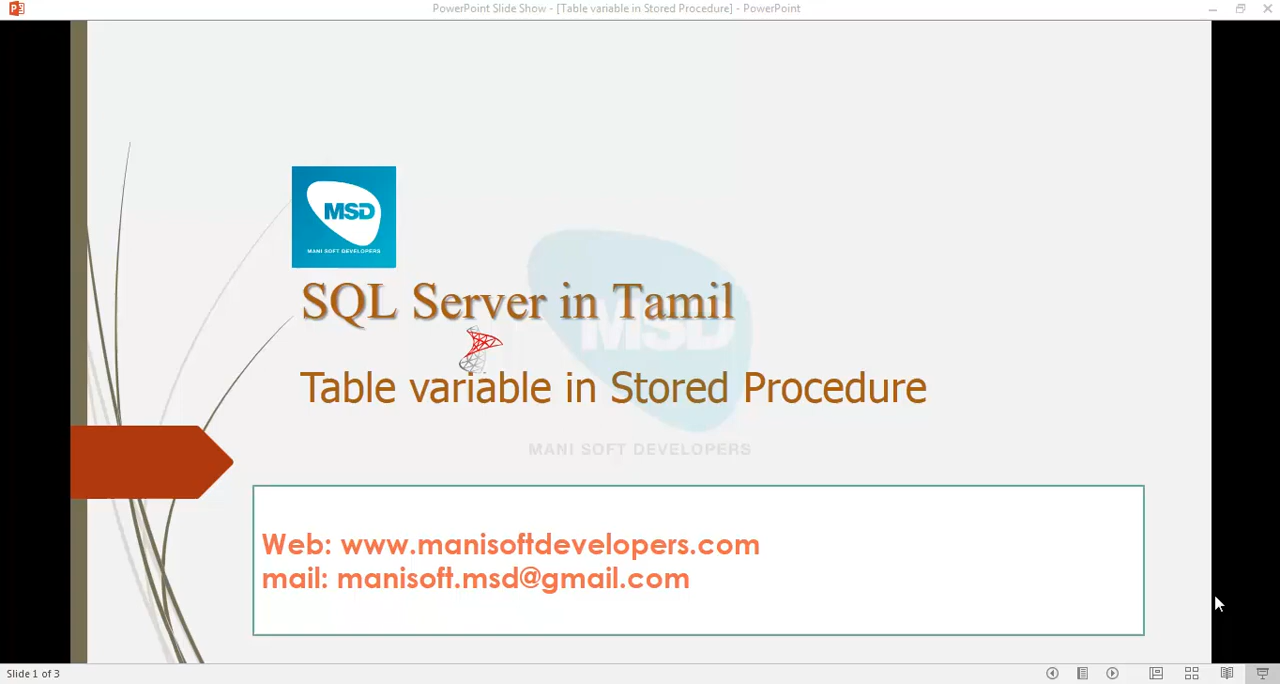 PowerPoint Slide Show - [Table variable in Stored Procedure] - PowerPoint
MSD
MANI SOFT DEVELOPERS
SQL Server in Tamil
MSD
Table variable in Stored Procedure
MANI SOFT DEVELOPERS
Web: www.manisoftdevelopers.com
mail: manisoft.msd@gmail.com
Slide 1 of 3